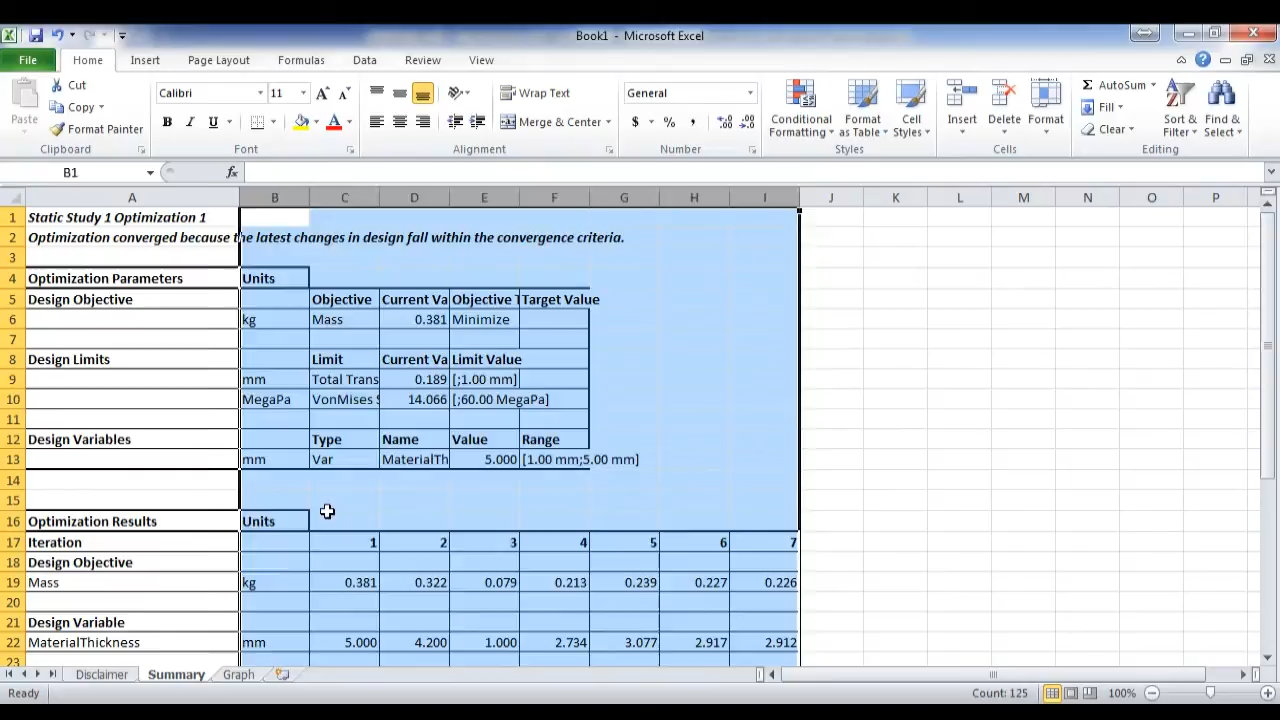 Book1 - Microsoft Excel
File Home Insert Page Layout Formulas Data Review View
Cut
Copy
Format Painter
Paste
Calibri 11
B I U
Wrap Text
Merge & Center
General
$ % ,
Conditional Formatting
Format as Table
Cell Styles
Insert
Delete
Format
AutoSum
Fill
Clear
Sort & Filter
Find & Select
Clipboard Font Alignment Number Styles Cells Editing
B1 fx
A B C D E F G H I J K L M N O P
1 Static Study 1 Optimization 1
2 Optimization converged because the latest changes in design fall within the convergence criteria.
3
4 Optimization Parameters Units
5 Design Objective Objective Current Va Objective T Target Value
6 kg Mass 0.381 Minimize
7
8 Design Limits Limit Current Va Limit Value
9 mm Total Trans 0.189 [;1.00 mm]
10 MegaPa VonMises S 14.066 [;60.00 MegaPa]
11
12 Design Variables Type Name Value Range
13 mm Var MaterialTh 5.000 [1.00 mm;5.00 mm]
14
15
16 Optimization Results Units
17 Iteration 1 2 3 4 5 6 7
18 Design Objective
19 Mass kg 0.381 0.322 0.079 0.213 0.239 0.227 0.226
20
21 Design Variable
22 MaterialThickness mm 5.000 4.200 1.000 2.734 3.077 2.917 2.912
23
Disclaimer Summary Graph
Ready Count: 125 100%